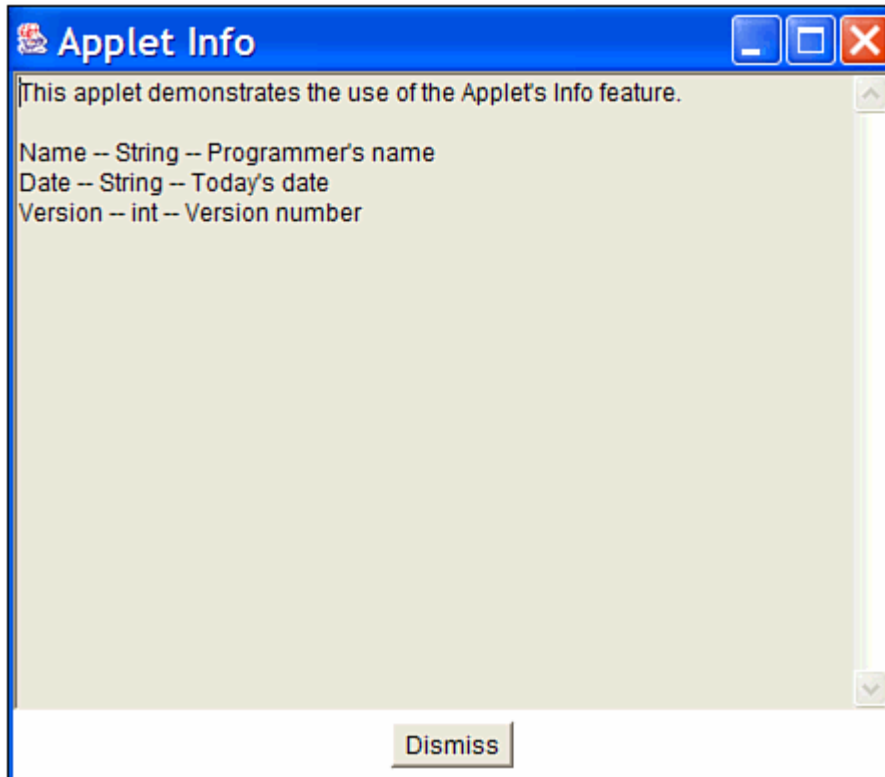 Applet Info
This applet demonstrates the use of the Applet's Info feature.
Name -- String -- Programmer's name
Date -- String -- Today's date
Version -- int -- Version number
Dismiss